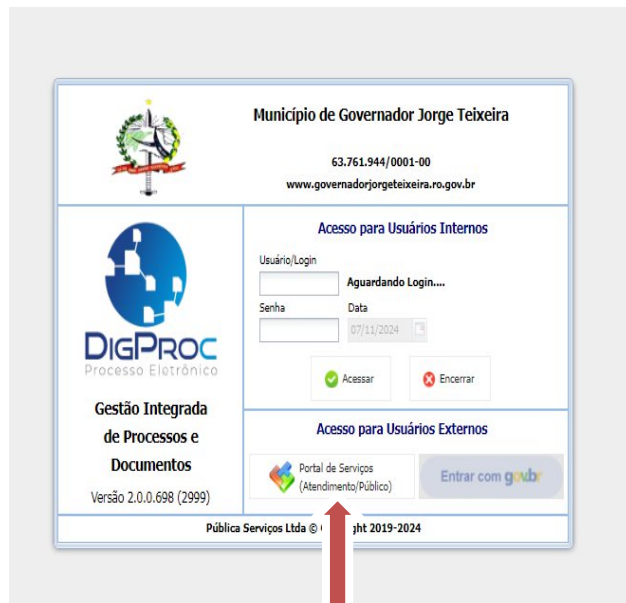 Município de Governador Jorge Teixeira
63.761.944/0001-00
www.governadorjorgeteixeira.ro.gov.br
Acesso para Usuários Internos
Usuário/Login
Aguardando Login....
Senha
Data
07/11/2024
Acessar
Encerrar
DIGPROC
Processo Eletrônico
Gestão Integrada
de Processos e
Documentos
Versão 2.0.0.698 (2999)
Acesso para Usuários Externos
Portal de Serviços
(Atendimento/Público)
Entrar com gov.br
Pública Serviços Ltda © 2019-2024